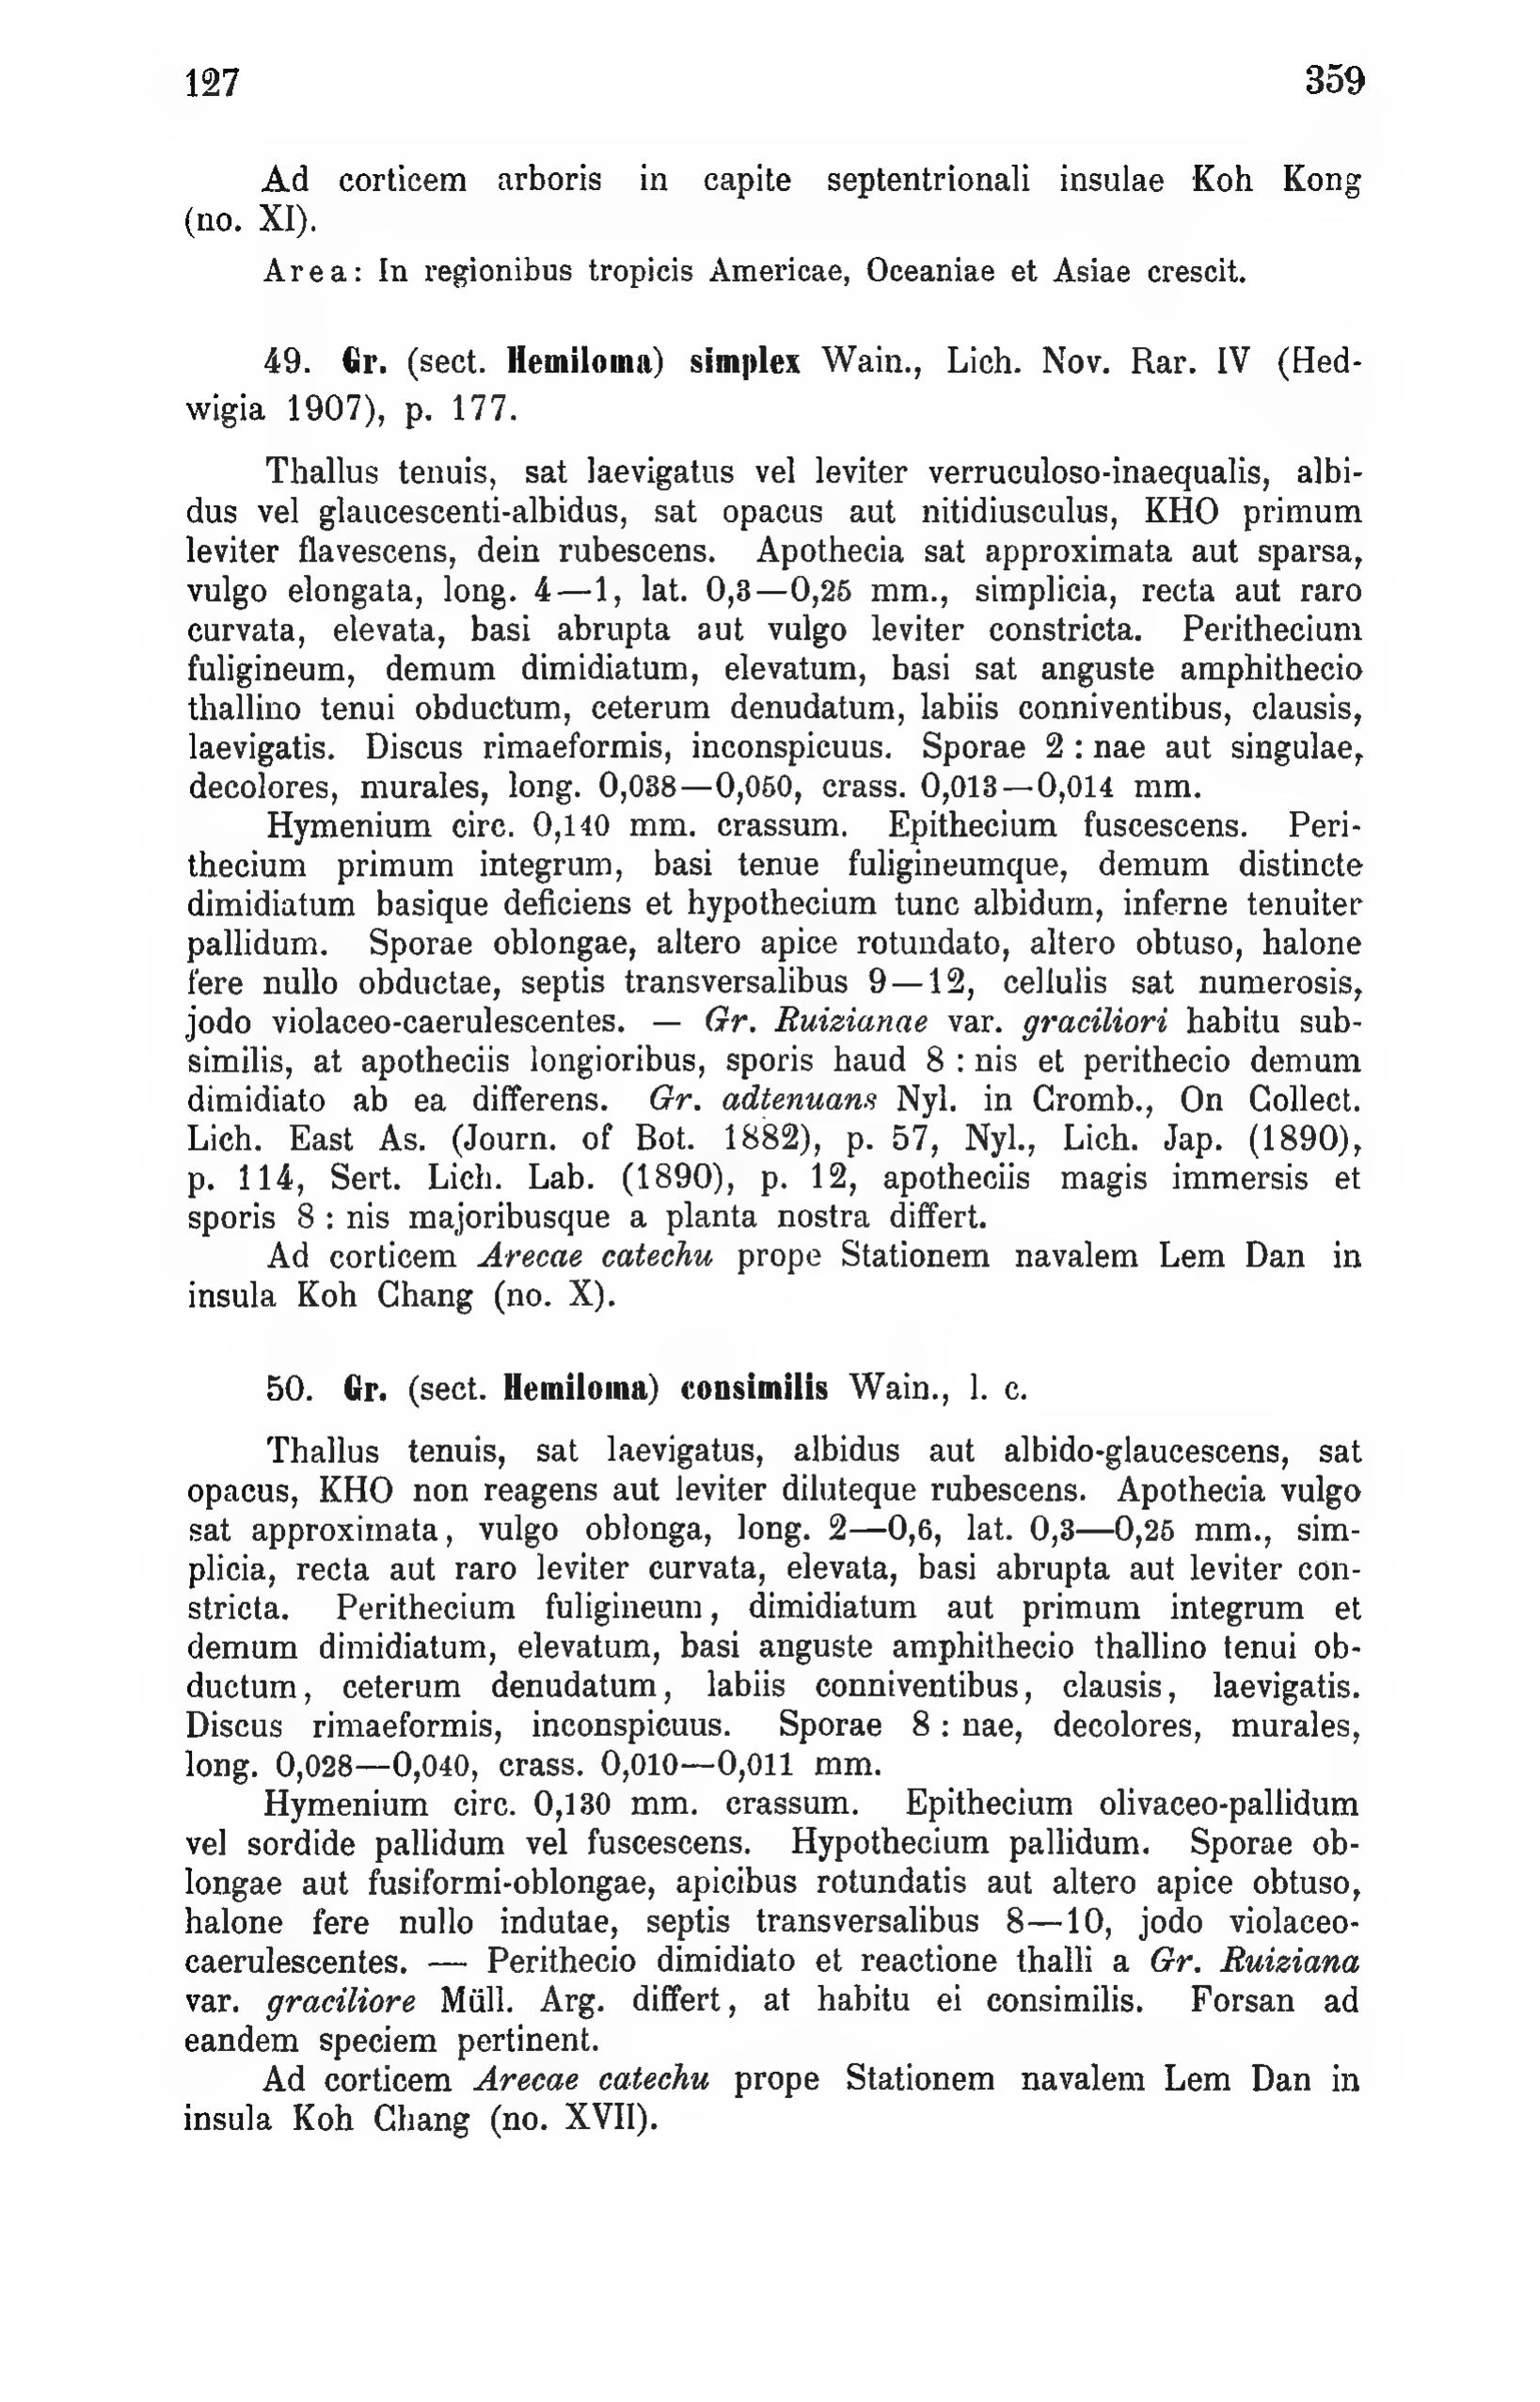 127 359
Ad corticem arboris in capite septentrionali insulae Koh Kong
(no. XI).
Area: In regionibus tropicis Americae, Oceaniae et Asiae crescit.
49. Gr. (sect. Hemiloma) simplex Wain., Lich. Nov. Rar. IV (Hed-
wigia 1907), p. 177.
Thallus tenuis, sat laevigatus vel leviter verruculoso-inaequalis, albi-
dus vel glaucescenti-albidus, sat opacus aut nitidiusculus, KHO primum
leviter flavescens, dein rubescens. Apothecia sat approximata aut sparsa,
vulgo elongata, long. 4—1, lat. 0,3—0,25 mm., simplicia, recta aut raro
curvata, elevata, basi abrupta aut vulgo leviter constricta. Perithecium
fuligineum, demum dimidiatum, elevatum, basi sat anguste amphithecio
thallino tenui obductum, ceterum denudatum, labiis conniventibus, clausis,
laevigatis. Discus rimaeformis, inconspicuus. Sporae 2 : nae aut singulae,
decolores, murales, long. 0,038—0,050, crass. 0,013—0,014 mm.
Hymenium circ. 0,140 mm. crassum. Epithecium fuscescens. Peri-
thecium primum integrum, basi tenue fuligineumque, demum distincte
dimidiatum basique deficiens et hypothecium tunc albidum, inferne tenuiter
pallidum. Sporae oblongae, altero apice rotundato, altero obtuso, halone
fere nullo obductae, septis transversalibus 9—12, cellulis sat numerosis,
jodo violaceo-caerulescentes. — Gr. Ruizianae var. graciliori habitu sub-
similis, at apotheciis longioribus, sporis haud 8 : nis et perithecio demum
dimidiato ab ea differens. Gr. adtenuans Nyl. in Cromb., On Collect.
Lich. East As. (Journ. of Bot. 1882), p. 57, Nyl., Lich. Jap. (1890),
p. 114, Sert. Lich. Lab. (1890), p. 12, apotheciis magis immersis et
sporis 8 : nis majoribusque a planta nostra differt.
Ad corticem Arecae catechu prope Stationem navalem Lem Dan in
insula Koh Chang (no. X).
50. Gr. (sect. Hemiloma) consimilis Wain., l. c.
Thallus tenuis, sat laevigatus, albidus aut albido-glaucescens, sat
opacus, KHO non reagens aut leviter diluteque rubescens. Apothecia vulgo
sat approximata, vulgo oblonga, long. 2—0,6, lat. 0,3—0,25 mm., sim-
plicia, recta aut raro leviter curvata, elevata, basi abrupta aut leviter con-
stricta. Perithecium fuligineum, dimidiatum aut primum integrum et
demum dimidiatum, elevatum, basi anguste amphithecio thallino tenui ob-
ductum, ceterum denudatum, labiis conniventibus, clausis, laevigatis.
Discus rimaeformis, inconspicuus. Sporae 8 : nae, decolores, murales,
long. 0,028—0,040, crass. 0,010—0,011 mm.
Hymenium circ. 0,130 mm. crassum. Epithecium olivaceo-pallidum
vel sordide pallidum vel fuscescens. Hypothecium pallidum. Sporae ob-
longae aut fusiformi-oblongae, apicibus rotundatis aut altero apice obtuso,
halone fere nullo indutae, septis transversalibus 8—10, jodo violaceo-
caerulescentes. — Perithecio dimidiato et reactione thalli a Gr. Ruiziana
var. graciliore Müll. Arg. differt, at habitu ei consimilis. Forsan ad
eandem speciem pertinent.
Ad corticem Arecae catechu prope Stationem navalem Lem Dan in
insula Koh Chang (no. XVII).